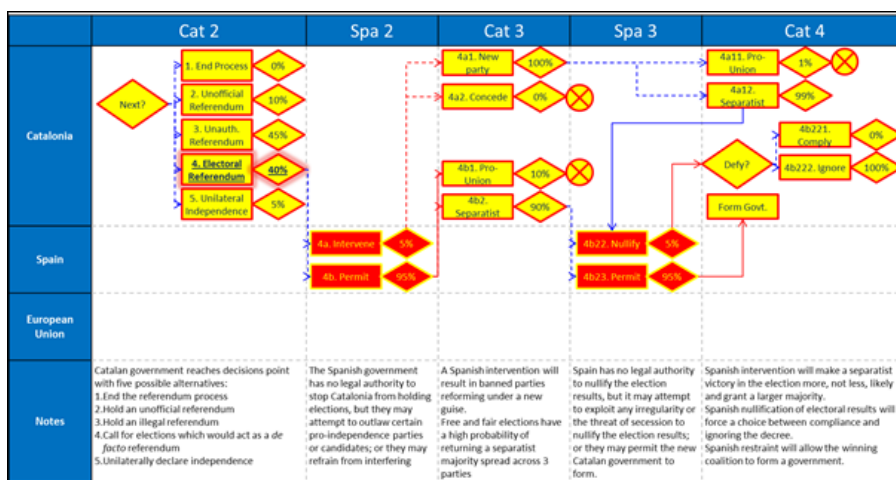 Cat 2
Spa 2
Cat 3
Spa 3
Cat 4
Catalonia
Next?
1. End Process
0%
2. Unofficial
Referendum
10%
3. Unauth.
Referendum
45%
4. Electoral
Referendum
40%
5. Unilateral
Independence
5%
4a1. New
party
100%
4a2. Concede
0%
4b1. Pro-
Union
10%
4b2.
Separatist
90%
4a11. Pro-
Union
1%
4a12.
Separatist
99%
Defy?
4b221.
Comply
0%
4b222. Ignore
100%
Form Govt.
Spain
4a. Intervene
5%
4b. Permit
95%
4b22. Nullify
5%
4b23. Permit
95%
European
Union
Notes
Catalan government reaches decisions point
with five possible alternatives:
1.End the referendum process
2.Hold an unofficial referendum
3.Hold an illegal referendum
4.Call for elections which would act as a de
facto referendum
5.Unilaterally declare independence
The Spanish government
has no legal authority to
stop Catalonia from holding
elections, but they may
attempt to outlaw certain
pro-independence parties
or candidates; or they may
refrain from interfering
A Spanish intervention will
result in banned parties
reforming under a new
guise.
Free and fair elections have
a high probability of
returning a separatist
majority spread across 3
parties
Spain has no legal authority
to nullify the election
results, but it may attempt
to exploit any irregularity or
the threat of secession to
nullify the election results;
or they may permit the new
Catalan government to
form.
Spanish intervention will make a separatist
victory in the election more, not less, likely
and grant a larger majority.
Spanish nullification of electoral results will
force a choice between compliance and
ignoring the decree.
Spanish restraint will allow the winning
coalition to form a government.